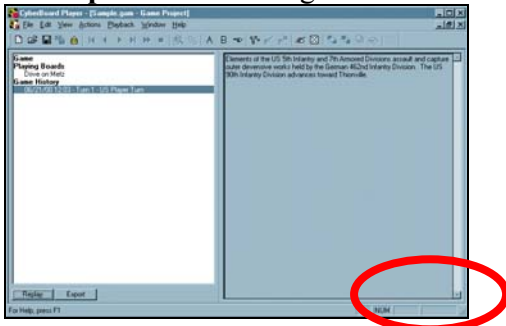 CyberBoard Player - [Sample.gam - Game Project]
File Edit View Actions Playback Window Help
A B
Game
Playing Boards
Drive on Metz
Game History
06/21/00 12:03 - Turn 1 - US Player Turn
Elements of the US 5th Infantry and 7th Armored Divisions assault and capture
outer devensive works held by the German 462nd Infantry Division. The US
90th Infantry Division advances toward Thionville.
Replay Export
For Help, press F1
NUM